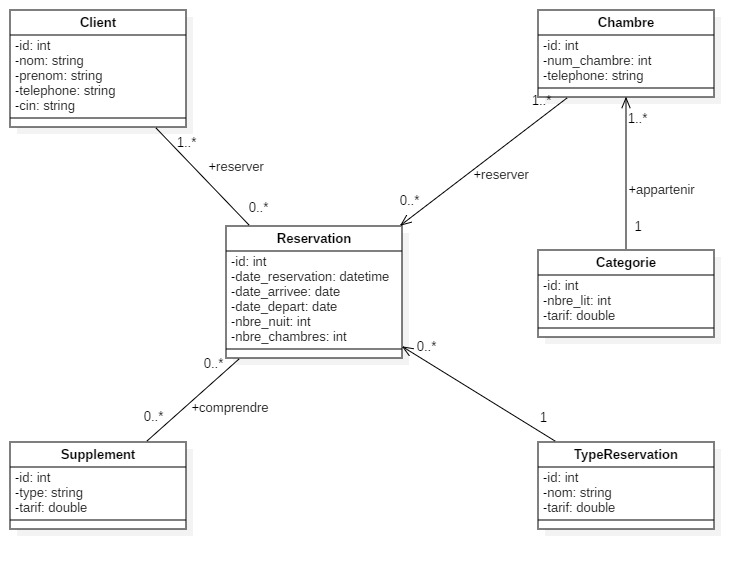 Client
-id: int
-nom: string
-prenom: string
-telephone: string
-cin: string
Chambre
-id: int
-num_chambre: int
-telephone: string
1..*
+reserver
0..*
1..*
+reserver
0..*
1..*
+appartenir
1
Reservation
-id: int
-date_reservation: datetime
-date_arrivee: date
-date_depart: date
-nbre_nuit: int
-nbre_chambres: int
Categorie
-id: int
-nbre_lit: int
-tarif: double
0..*
+comprendre
0..*
0..*
1
Supplement
-id: int
-type: string
-tarif: double
TypeReservation
-id: int
-nom: string
-tarif: double